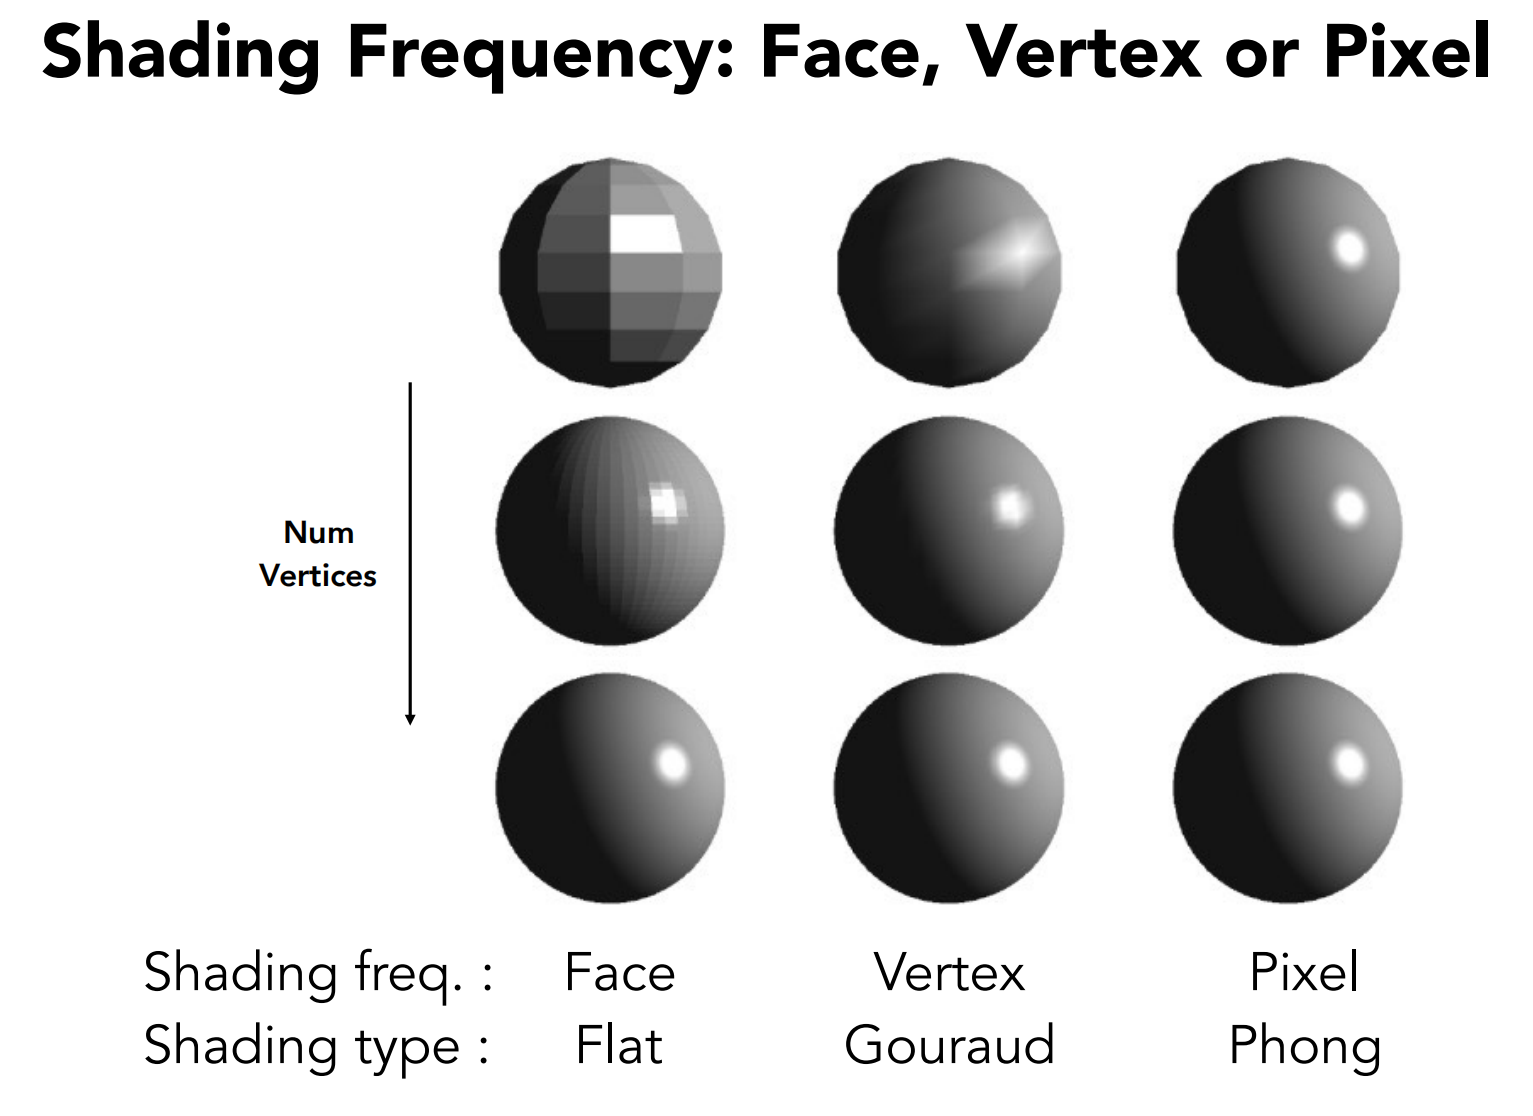 Shading Frequency: Face, Vertex or Pixel
Num
Vertices
Shading freq. : Face Vertex Pixel
Shading type : Flat Gouraud Phong